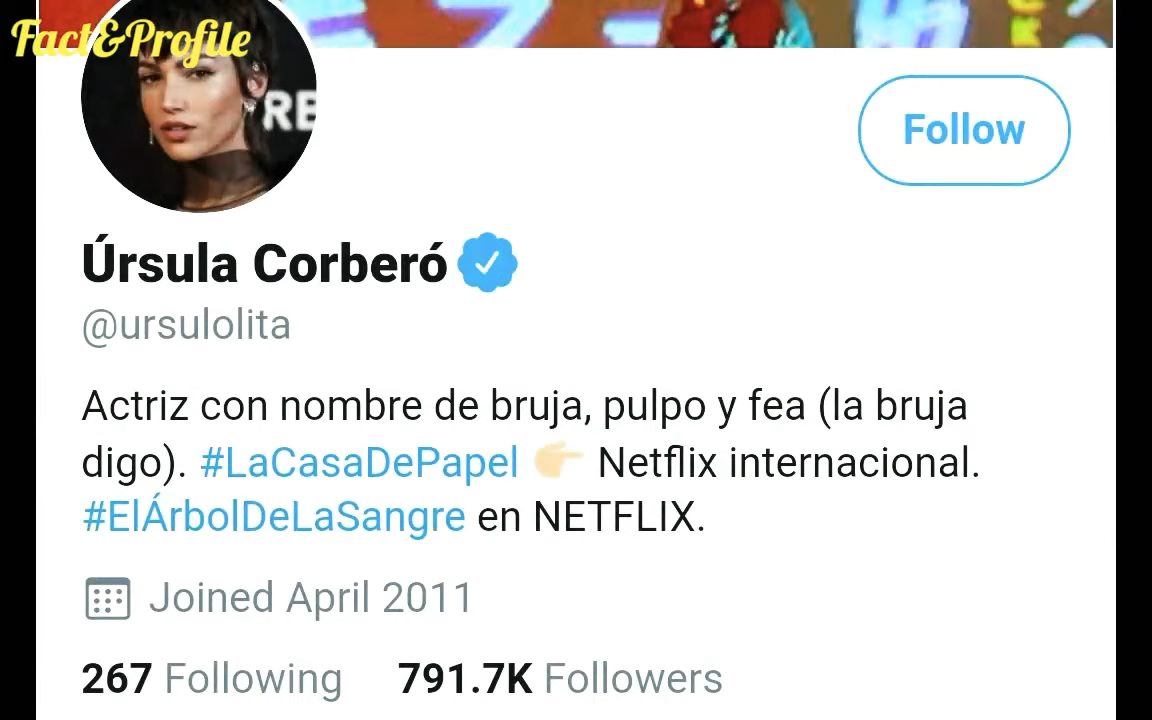 Fact&Profile
RE
Follow
Úrsula Corberó
@ursulolita
Actriz con nombre de bruja, pulpo y fea (la bruja
digo). #LaCasaDePapel 👉 Netflix internacional.
#ElÁrbolDeLaSangre en NETFLIX.
Joined April 2011
267 Following 791.7K Followers